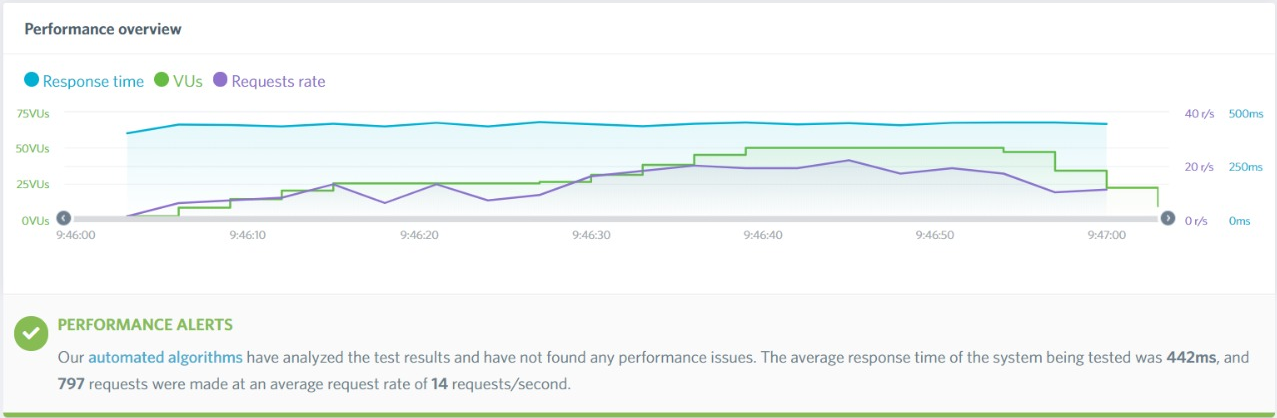 Performance overview
Response time VUs Requests rate
75VUs 40 r/s 500ms
50VUs
20 r/s 250ms
25VUs
0VUs 0 r/s 0ms
9:46:00 9:46:10 9:46:20 9:46:30 9:46:40 9:46:50 9:47:00
PERFORMANCE ALERTS
Our automated algorithms have analyzed the test results and have not found any performance issues. The average response time of the system being tested was 442ms, and
797 requests were made at an average request rate of 14 requests/second.